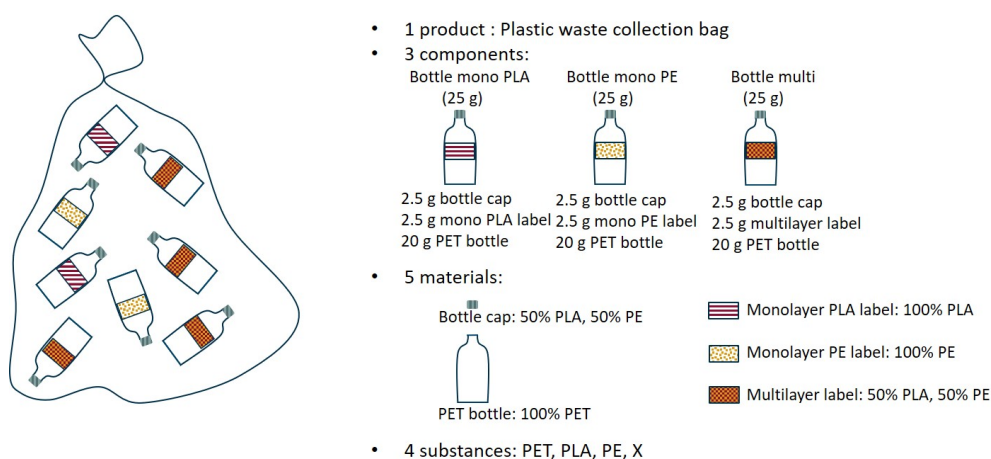 • 1 product : Plastic waste collection bag
• 3 components:
Bottle mono PLA
(25 g)
Bottle mono PE
(25 g)
Bottle multi
(25 g)
2.5 g bottle cap
2.5 g mono PLA label
20 g PET bottle
2.5 g bottle cap
2.5 g mono PE label
20 g PET bottle
2.5 g bottle cap
2.5 g multilayer label
20 g PET bottle
• 5 materials:
Bottle cap: 50% PLA, 50% PE
PET bottle: 100% PET
Monolayer PLA label: 100% PLA
Monolayer PE label: 100% PE
Multilayer label: 50% PLA, 50% PE
• 4 substances: PET, PLA, PE, X